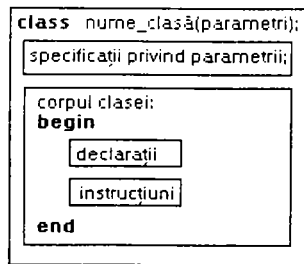 class nume_clasă(parametri);
specificații privind parametrii;
corpul clasei:
begin
declarații
instrucțiuni
end